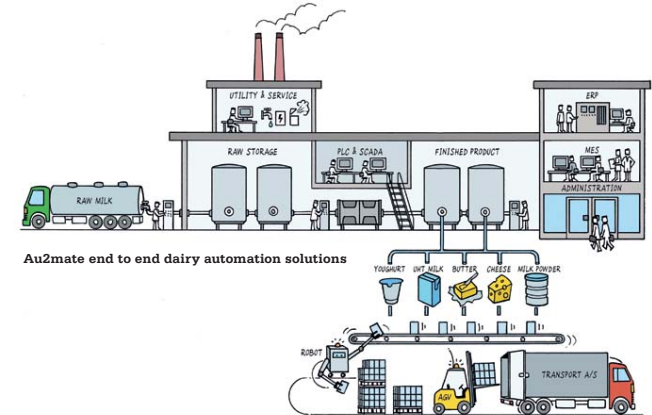 UTILITY & SERVICE
ERP
RAW STORAGE
PLC & SCADA
FINISHED PRODUCT
MES
ADMINISTRATION
RAW MILK
Au2mate end to end dairy automation solutions
YOUGHURT
UHT MILK
BUTTER
CHEESE
MILK POWDER
ROBOT
AGV
TRANSPORT A/S